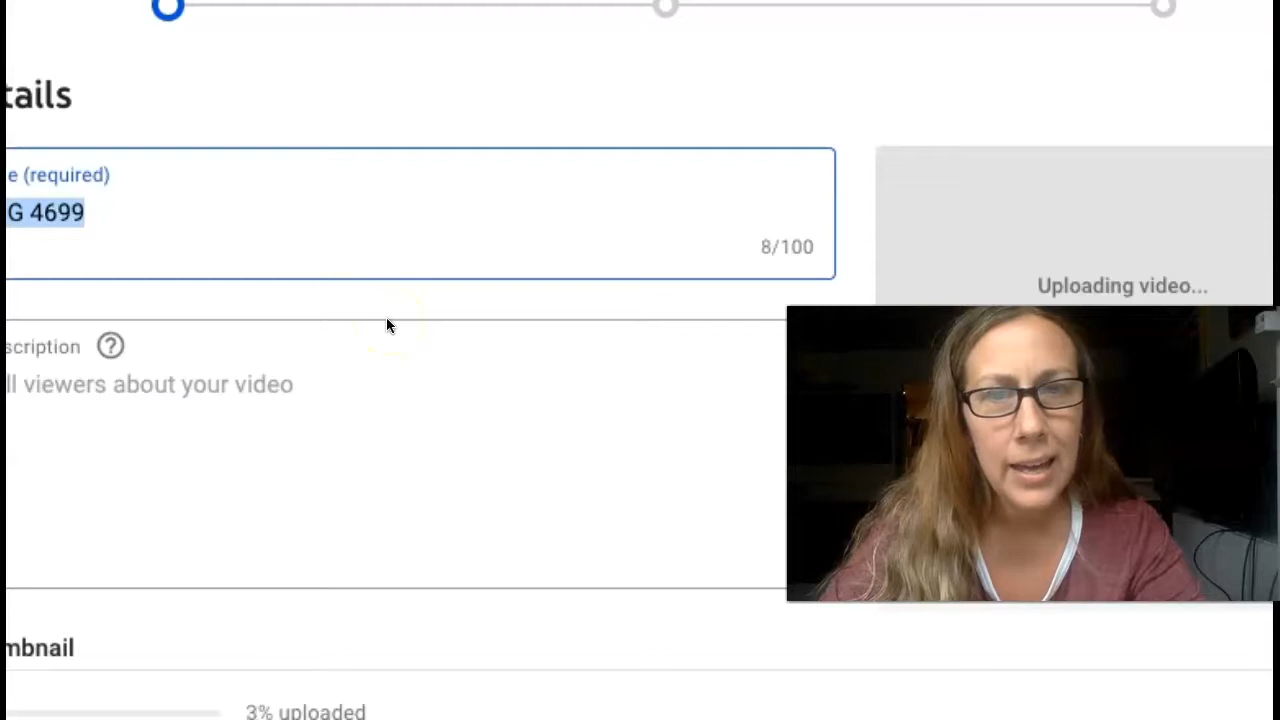 tails
e (required)
G 4699
8/100
Uploading video...
scription ?
ll viewers about your video
mbnail
3% uploaded